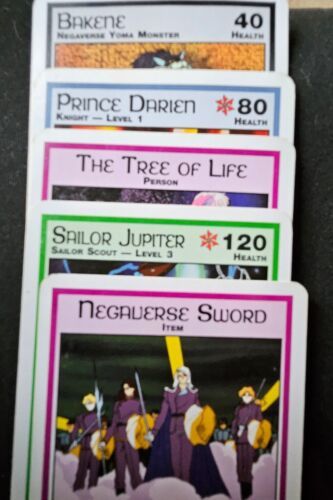 Bakene 40
Negaverse Yoma Monster Health
Prince Darien 80
Knight — Level 1 Health
The Tree of Life
Person
Sailor Jupiter 120
Sailor Scout — Level 3 Health
Negaverse Sword
Item